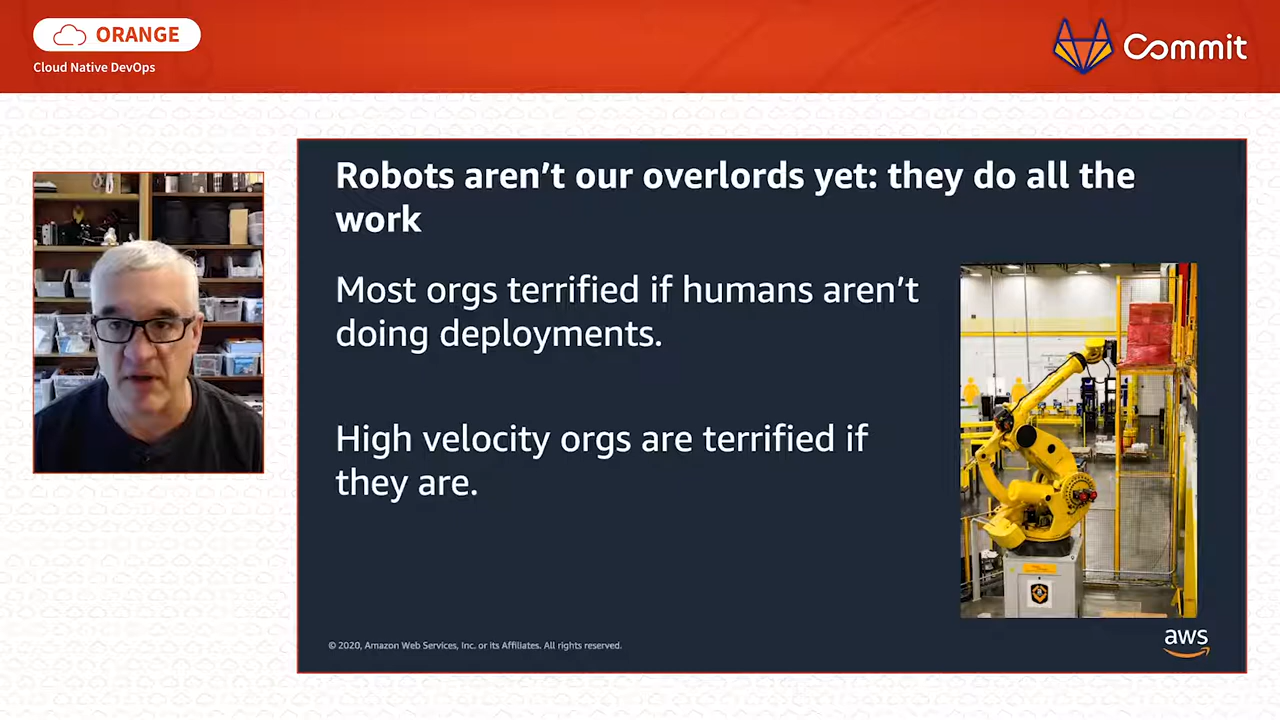 ORANGE
Cloud Native DevOps
Commit
Robots aren’t our overlords yet: they do all the
work
Most orgs terrified if humans aren’t
doing deployments.
High velocity orgs are terrified if
they are.
© 2020, Amazon Web Services, Inc. or its Affiliates. All rights reserved.
aws